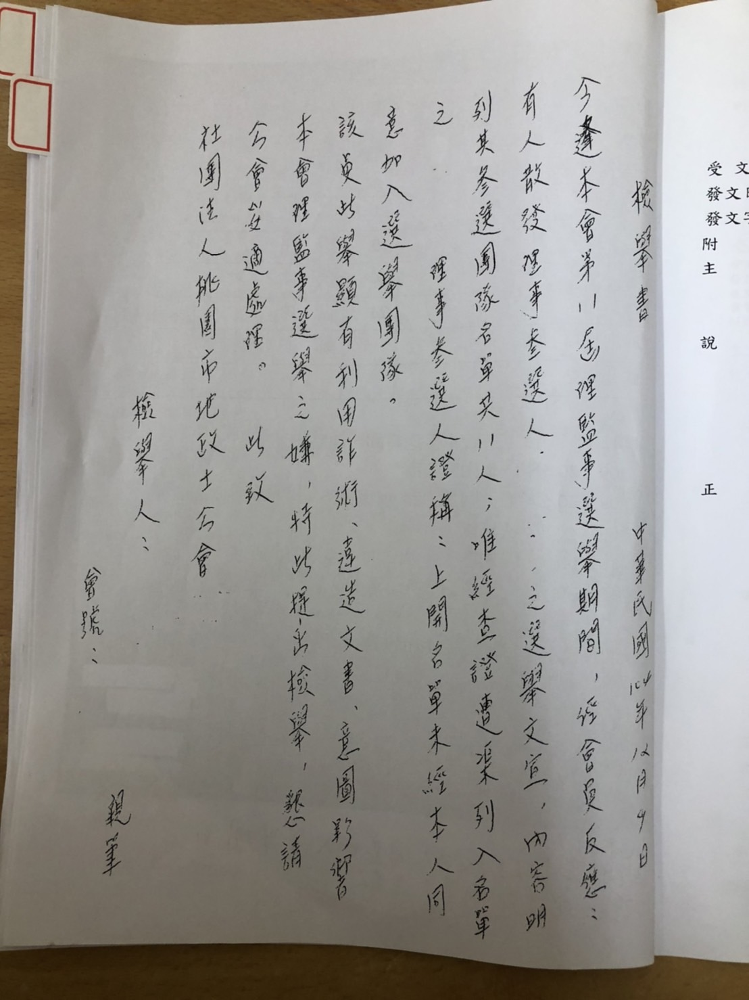 受文
發文日
發文字
附
主
說
正
檢舉書 中華民國104年12月9日
今逢本會第11屆理監事選舉期間，經會員反應：
有人散發理事參選人 之選舉文宣，內容明
列其參選團隊名單共11人；唯經查證遭渠列入名單
之 理事參選人證稱：上開名單未經本人同
意加入選舉團隊。
該員此舉顯有利用詐術、違造文書、意圖影響
本會理監事選舉之嫌，特此提出檢舉，懇請
公會妥適處理。 此致
社團法人桃園市地政士公會
檢舉人：
親筆
會號：